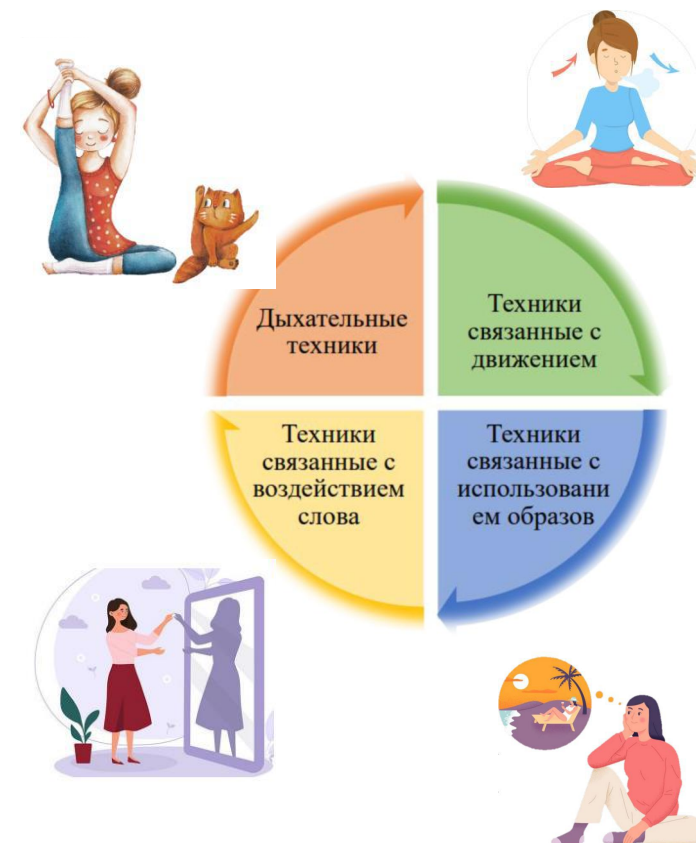 Дыхательные
техники
Техники
связанные с
движением
Техники
связанные с
воздействием
слова
Техники
связанные с
использовани
ем образов